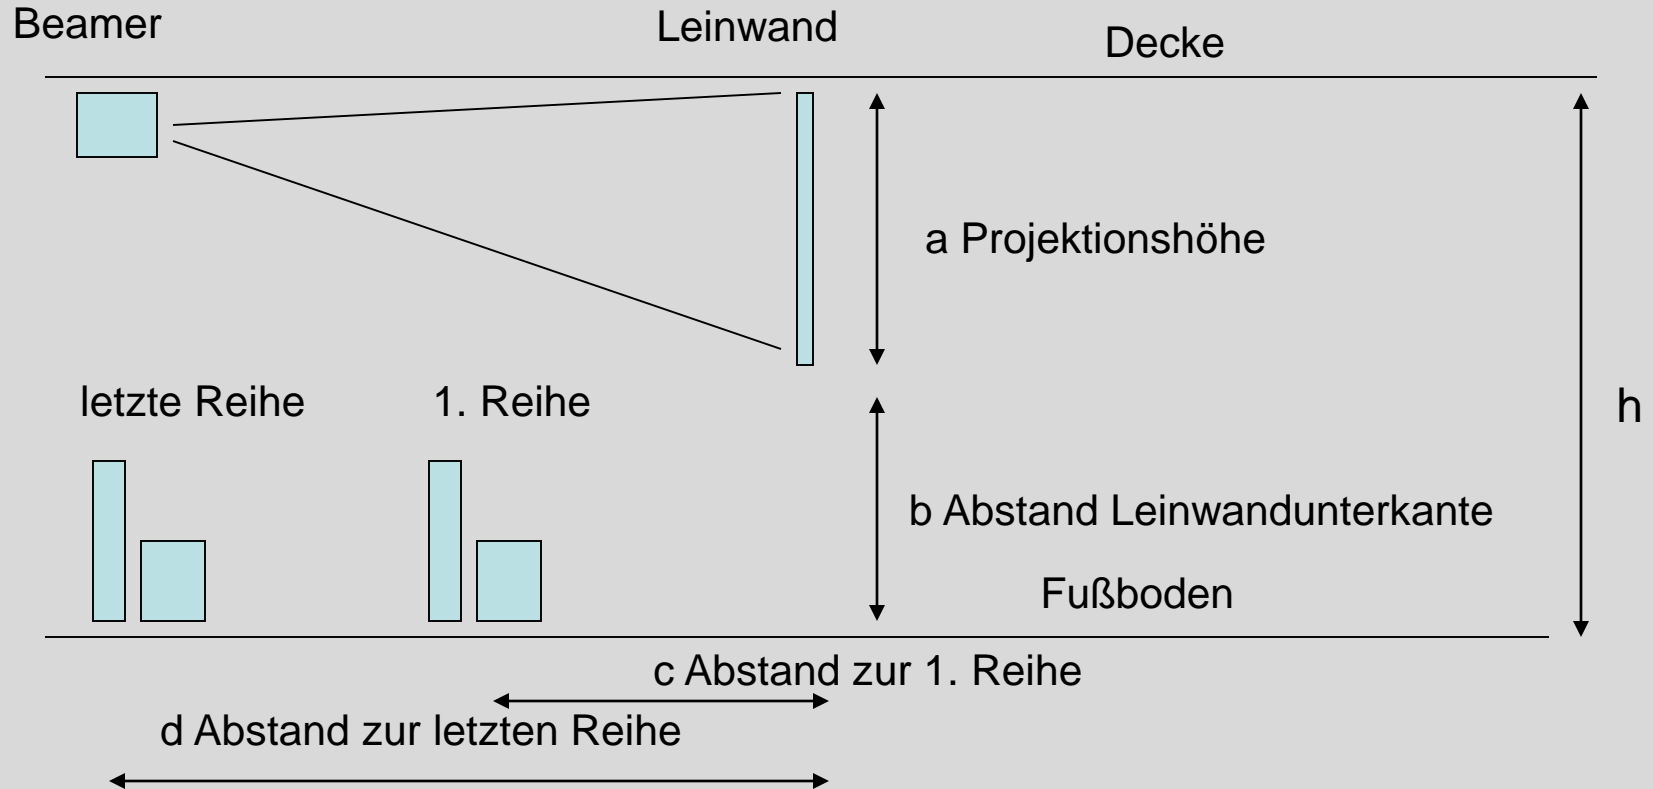 Beamer
Leinwand
Decke
a Projektionshöhe
letzte Reihe
1. Reihe
h
b Abstand Leinwandunterkante
Fußboden
c Abstand zur 1. Reihe
d Abstand zur letzten Reihe